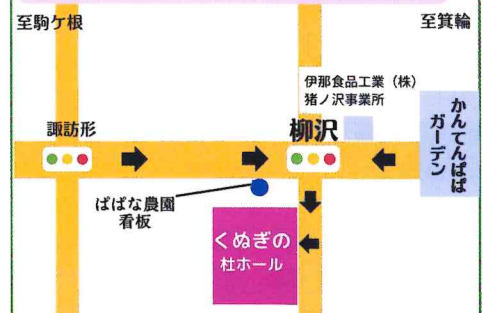 至駒ケ根
至箕輪
伊那食品工業（株）
猪ノ沢事業所
諏訪形
柳沢
かんてんぱぱ
ガーデン
ぱぱな農園
看板
くぬぎの
杜ホール